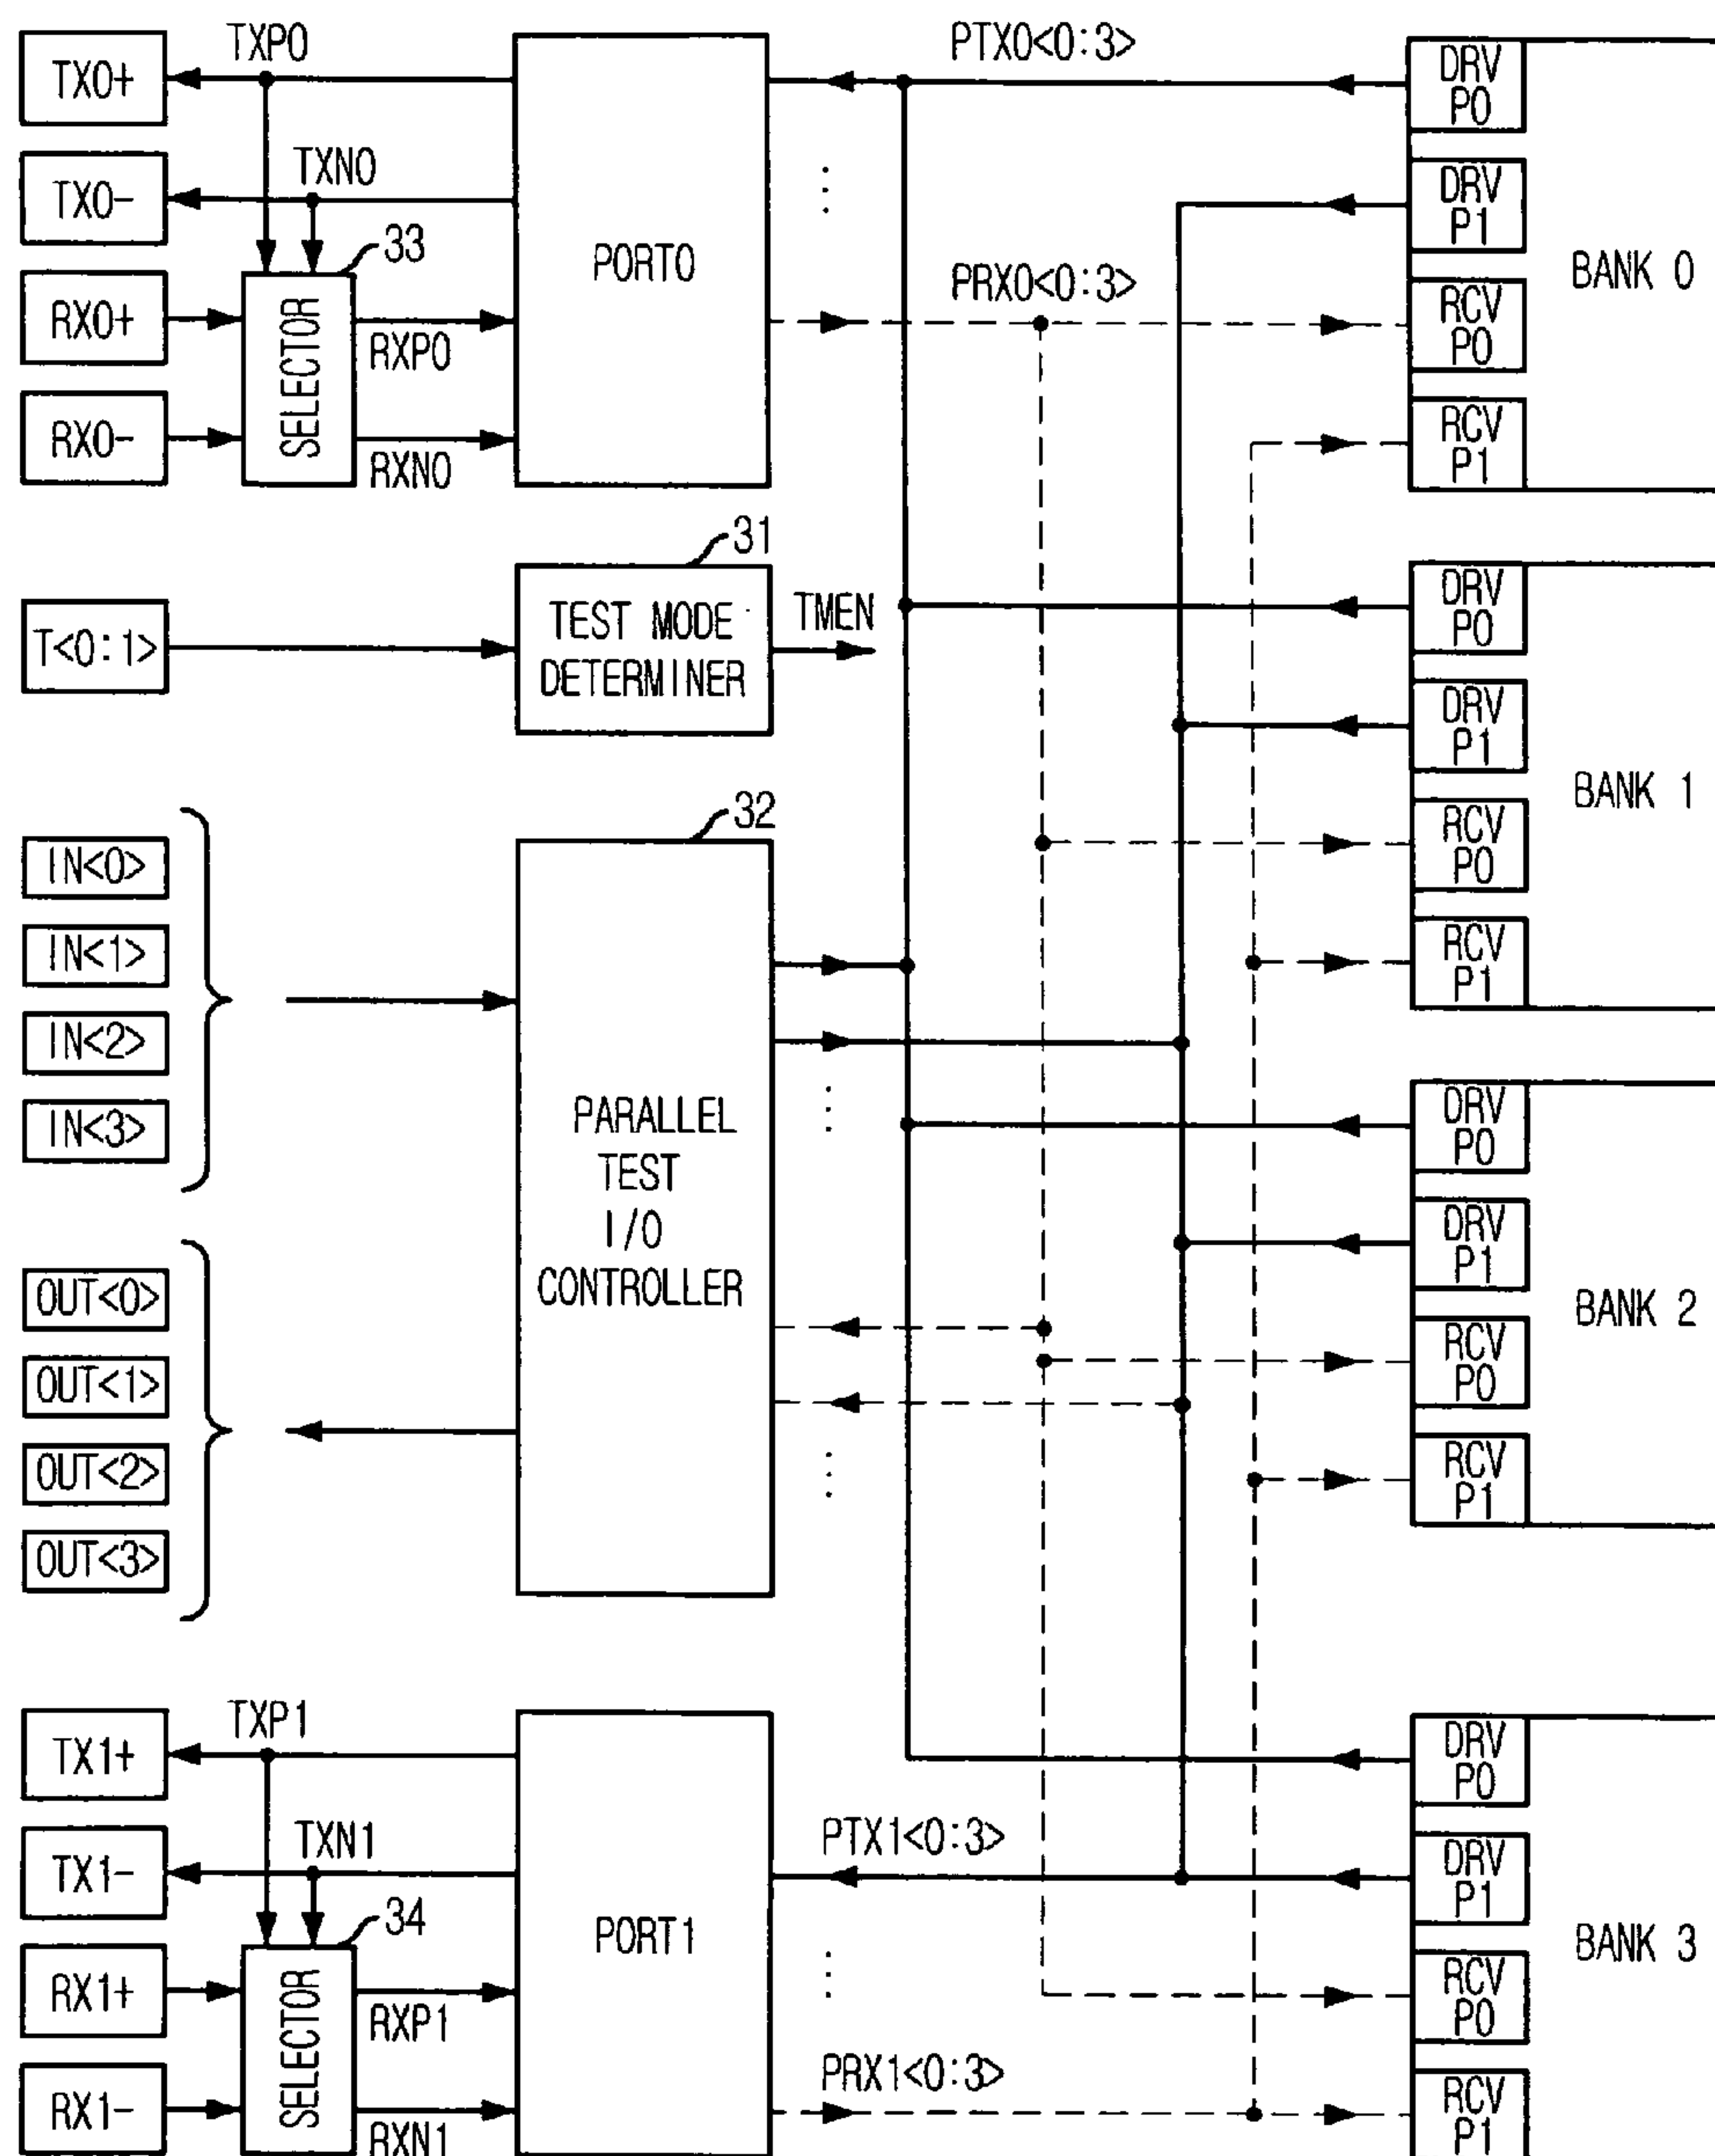 TX0+
TXP0
TX0-
TXN0
RX0+
RX0-
33
SELECTOR
RXP0
RXN0
PORT0
PTX0<0:3>
PRX0<0:3>
DRV
P0
DRV
P1
RCV
P0
RCV
P1
BANK 0
T<0:1>
31
TEST MODE
DETERMINER
TMEN
DRV
P0
DRV
P1
RCV
P0
RCV
P1
BANK 1
IN<0>
IN<1>
IN<2>
IN<3>
OUT<0>
OUT<1>
OUT<2>
OUT<3>
32
PARALLEL
TEST
I/O
CONTROLLER
DRV
P0
DRV
P1
RCV
P0
RCV
P1
BANK 2
TX1+
TXP1
TX1-
TXN1
RX1+
RX1-
34
SELECTOR
RXP1
RXN1
PORT1
PTX1<0:3>
PRX1<0:3>
DRV
P0
DRV
P1
RCV
P0
RCV
P1
BANK 3